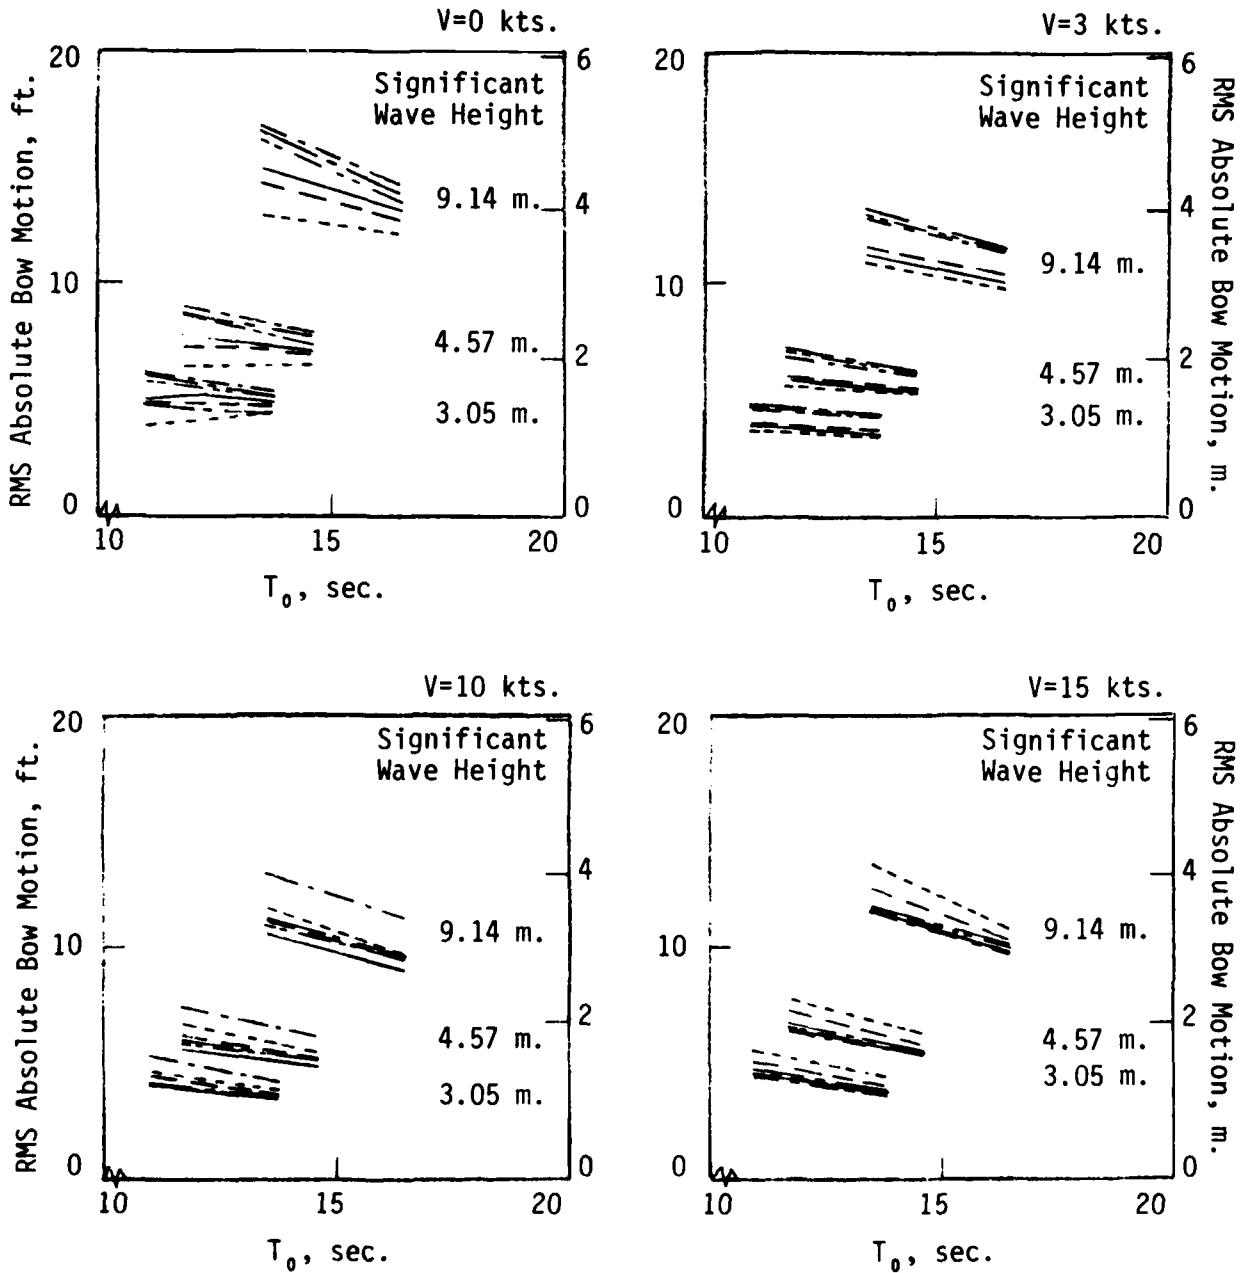 V=0 kts.
20
6
Significant
Wave Height
9.14 m.
4
10
4.57 m.
2
3.05 m.
0
0
10
15
20
T₀, sec.
RMS Absolute Bow Motion, ft.
V=3 kts.
20
6
Significant
Wave Height
4
9.14 m.
10
2
4.57 m.
3.05 m.
0
0
10
15
20
T₀, sec.
RMS Absolute Bow Motion, m.
V=10 kts.
20
6
Significant
Wave Height
4
9.14 m.
10
2
4.57 m.
3.05 m.
0
0
10
15
20
T₀, sec.
RMS Absolute Bow Motion, ft.
V=15 kts.
20
6
Significant
Wave Height
4
9.14 m.
10
2
4.57 m.
3.05 m.
0
0
10
15
20
T₀, sec.
RMS Absolute Bow Motion, m.